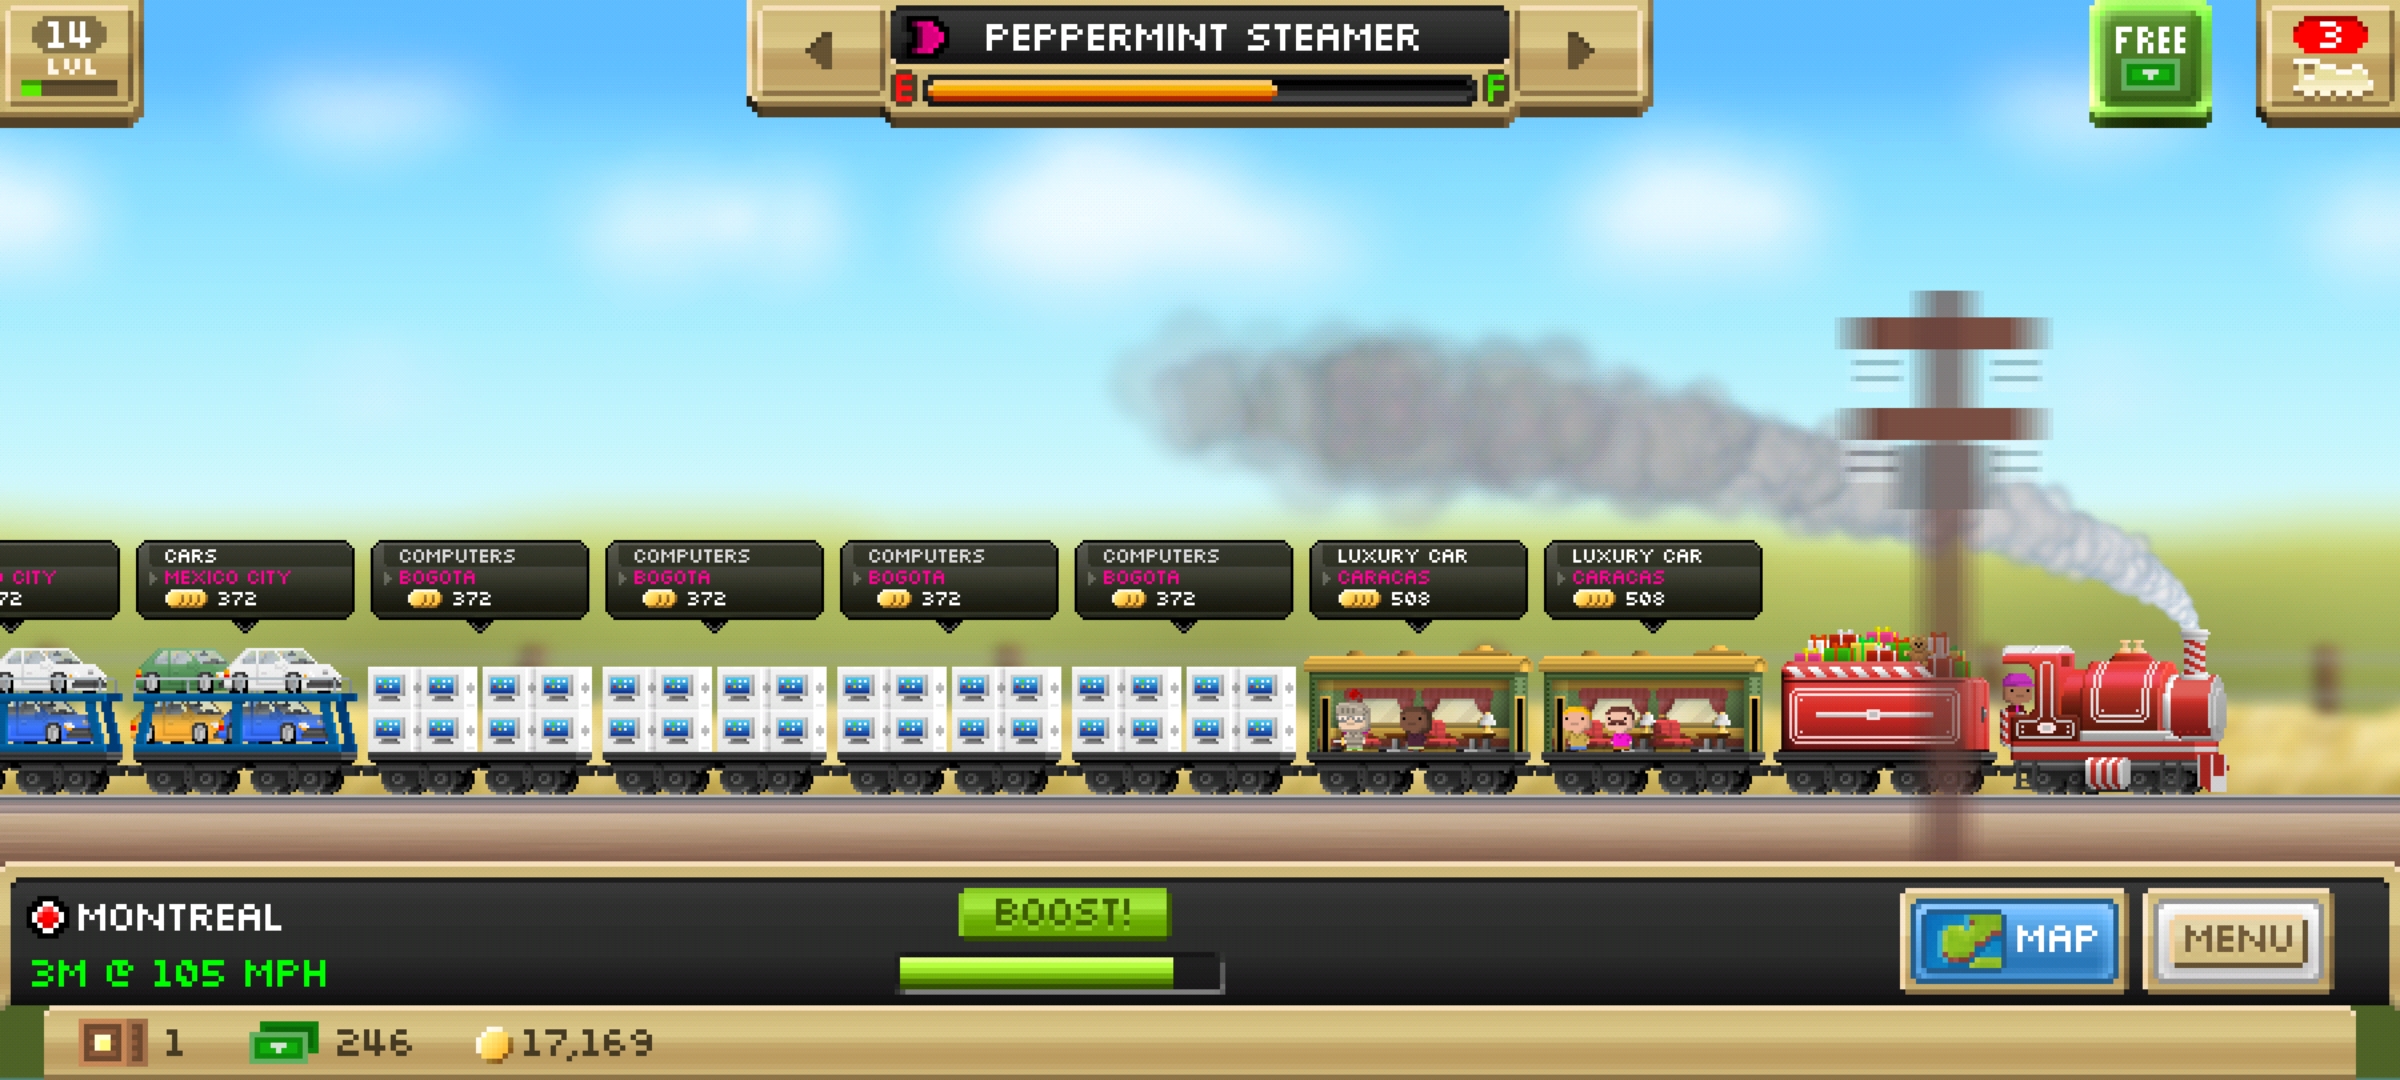 14
LVL
PEPPERMINT STEAMER
E
F
FREE
3
CITY
72
CARS
MEXICO CITY
372
COMPUTERS
BOGOTA
372
COMPUTERS
BOGOTA
372
COMPUTERS
BOGOTA
372
COMPUTERS
BOGOTA
372
LUXURY CAR
CARACAS
508
LUXURY CAR
CARACAS
508
MONTREAL
3M @ 105 MPH
BOOST!
MAP
MENU
1
246
17,169